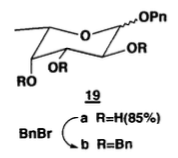 OPn
O
OR
OR
RO
19
a R=H(85%)
BnBr
b R=Bn